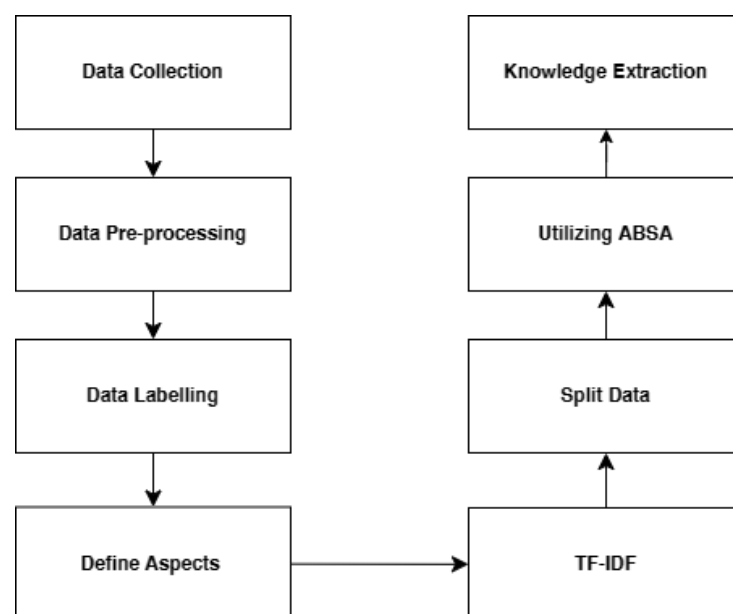 Data Collection
Data Pre-processing
Data Labelling
Define Aspects
TF-IDF
Split Data
Utilizing ABSA
Knowledge Extraction